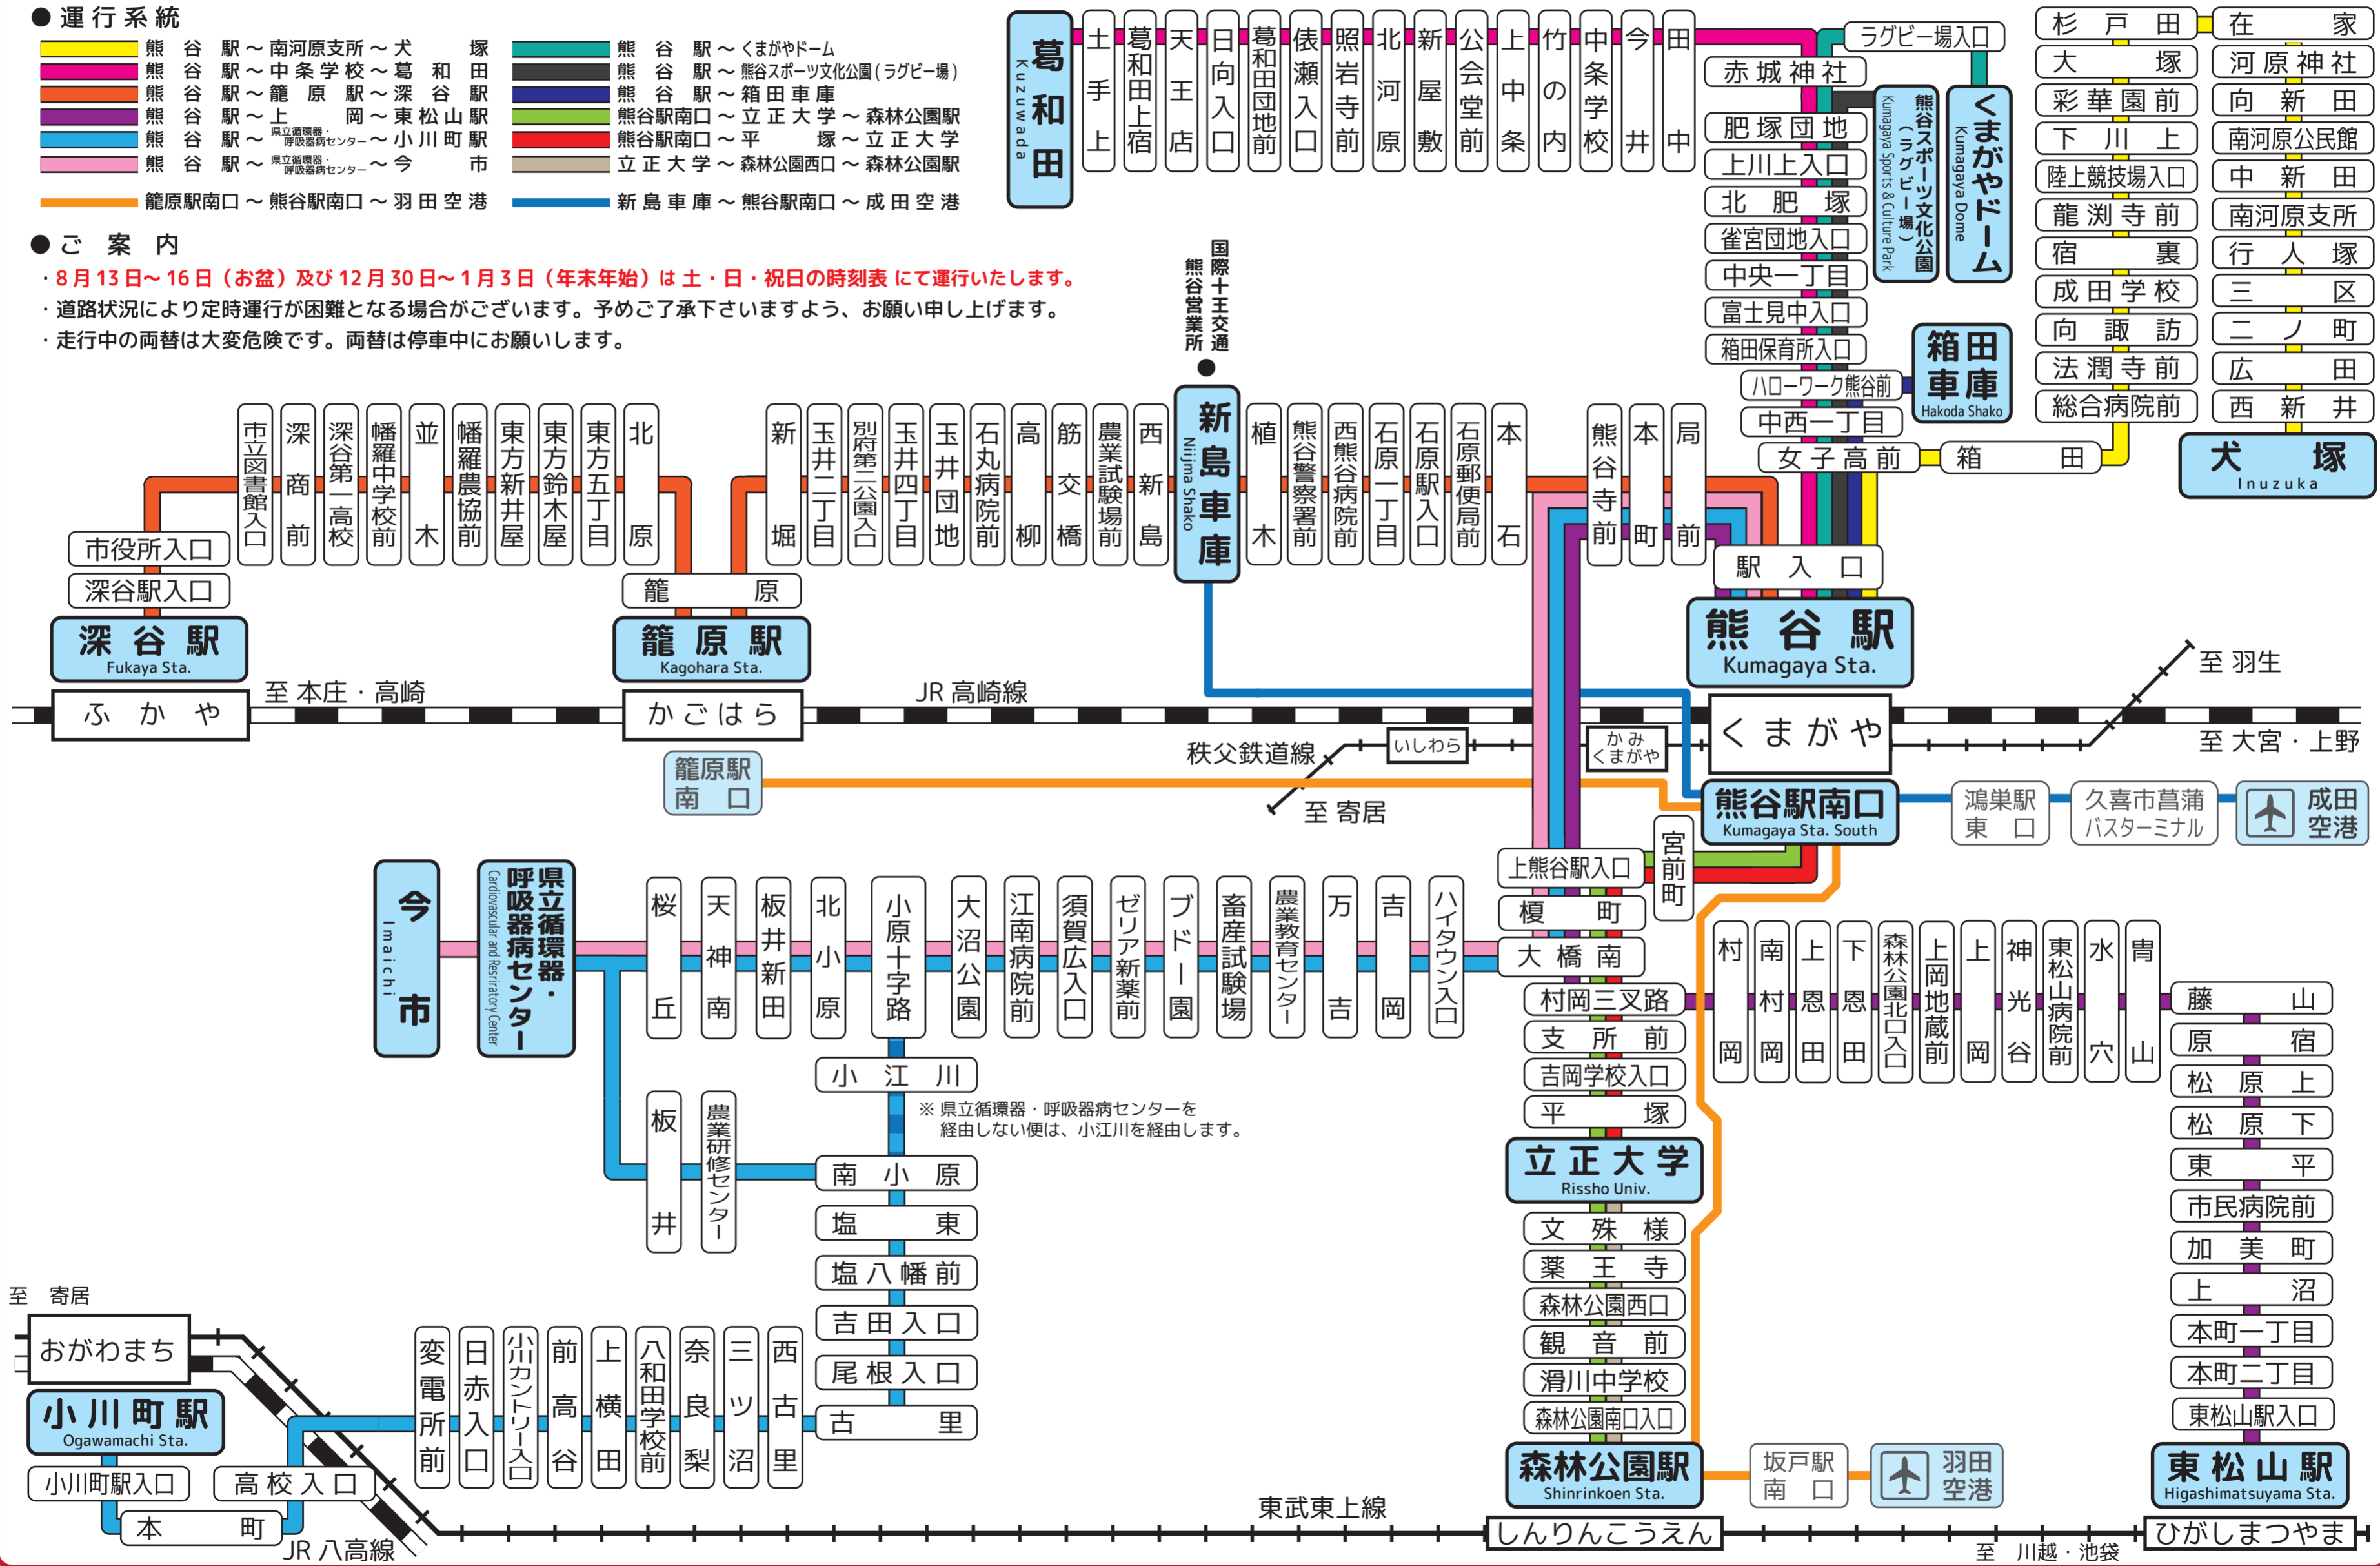 ● 運行系統
熊谷駅～南河原支所～犬塚
熊谷駅～中条学校～葛和田
熊谷駅～籠原駅～深谷駅
熊谷駅～上岡～東松山駅
熊谷駅～県立循環器・呼吸器病センター～小川町駅
熊谷駅～県立循環器・呼吸器病センター～今市
籠原駅南口～熊谷駅南口～羽田空港
熊谷駅～くまがやドーム
熊谷駅～熊谷スポーツ文化公園(ラグビー場)
熊谷駅～箱田車庫
熊谷駅南口～立正大学～森林公園駅
熊谷駅南口～平塚～立正大学
立正大学～森林公園西口～森林公園駅
新島車庫～熊谷駅南口～成田空港
● ご案内
・8月13日～16日（お盆）及び12月30日～1月3日（年末年始）は 土・日・祝日の時刻表 にて運行いたします。
・道路状況により定時運行が困難となる場合がございます。予めご了承下さいますよう、お願い申し上げます。
・走行中の両替は大変危険です。両替は停車中にお願いします。
葛和田
Kuzuwada
土手上
葛和田上宿
天王店
日向入口
葛和田団地前
俵瀬入口
照岩寺前
北河原
新屋敷
公会堂前
上中条
竹の内
中条学校
今井
田中
ラグビー場入口
赤城神社
肥塚団地
上川上入口
北肥塚
雀宮団地入口
中央一丁目
富士見中入口
箱田保育所入口
ハローワーク熊谷前
中西一丁目
女子高前
箱田
熊谷スポーツ文化公園
(ラグビー場)
Kumagaya Sports & Culture Park
くまがやドーム
Kumagaya Dome
箱田車庫
Hakoda Shako
杉戸田
大塚
彩華園前
下川上
陸上競技場入口
龍渕寺前
宿裏
成田学校
向諏訪
法潤寺前
総合病院前
在家
河原神社
向新田
南河原公民館
中新田
南河原支所
行人塚
三区
二ノ町
広田
西新井
犬塚
Inuzuka
国際十王交通
熊谷営業所
●
市役所入口
深谷駅入口
深谷駅
Fukaya Sta.
市立図書館入口
深商前
深谷第一高校
幡羅中学校前
並木
幡羅農協前
東方新井屋
東方鈴木屋
東方五丁目
北原
籠原
籠原駅
Kagohara Sta.
新堀
玉井二丁目
別府第二公園入口
玉井四丁目
玉井団地
石丸病院前
高柳
筋交橋
農業試験場前
西新島
新島車庫
Niijma Shako
植木
熊谷警察署前
西熊谷病院前
石原一丁目
石原駅入口
石原郵便局前
本石
熊谷寺前
本町
局前
駅入口
熊谷駅
Kumagaya Sta.
ふかや
至 本庄・高崎
かごはら
JR 高崎線
くまがや
至 羽生
至 大宮・上野
秩父鉄道線
いしわら
かみくまがや
至 寄居
籠原駅南口
熊谷駅南口
Kumagaya Sta. South
鴻巣駅東口
久喜市菖蒲バスターミナル
成田空港
宮前町
上熊谷駅入口
榎町
大橋南
村岡三叉路
支所前
吉岡学校入口
平塚
立正大学
Rissho Univ.
文殊様
薬王寺
森林公園西口
観音前
滑川中学校
森林公園南口入口
森林公園駅
Shinrinkoen Sta.
坂戸駅南口
羽田空港
今市
Imaichi
県立循環器・呼吸器病センター
Cardiovascular and Resriratory Center
桜丘
天神南
板井新田
北小原
小原十字路
大沼公園
江南病院前
須賀広入口
ゼリア新薬前
ブドー園
畜産試験場
農業教育センター
万吉
吉岡
ハイタウン入口
小江川
※ 県立循環器・呼吸器病センターを
経由しない便は、小江川を経由します。
板井
農業研修センター
南小原
塩東
塩八幡前
吉田入口
尾根入口
古里
西古里
三ツ沼
奈良梨
八和田学校前
上横田
前高谷
小川カントリー入口
日赤入口
変電所前
高校入口
本町
小川町駅入口
小川町駅
Ogawamachi Sta.
おがわまち
至 寄居
JR 八高線
村岡
南村岡
上恩田
下恩田
森林公園北口入口
上岡地蔵前
上岡
神光谷
東松山病院前
水穴
冑山
藤山
原宿
松原上
松原下
東平
市民病院前
加美町
上沼
本町一丁目
本町二丁目
東松山駅入口
東松山駅
Higashimatsuyama Sta.
東武東上線
しんりんこうえん
ひがしまつやま
至 川越・池袋